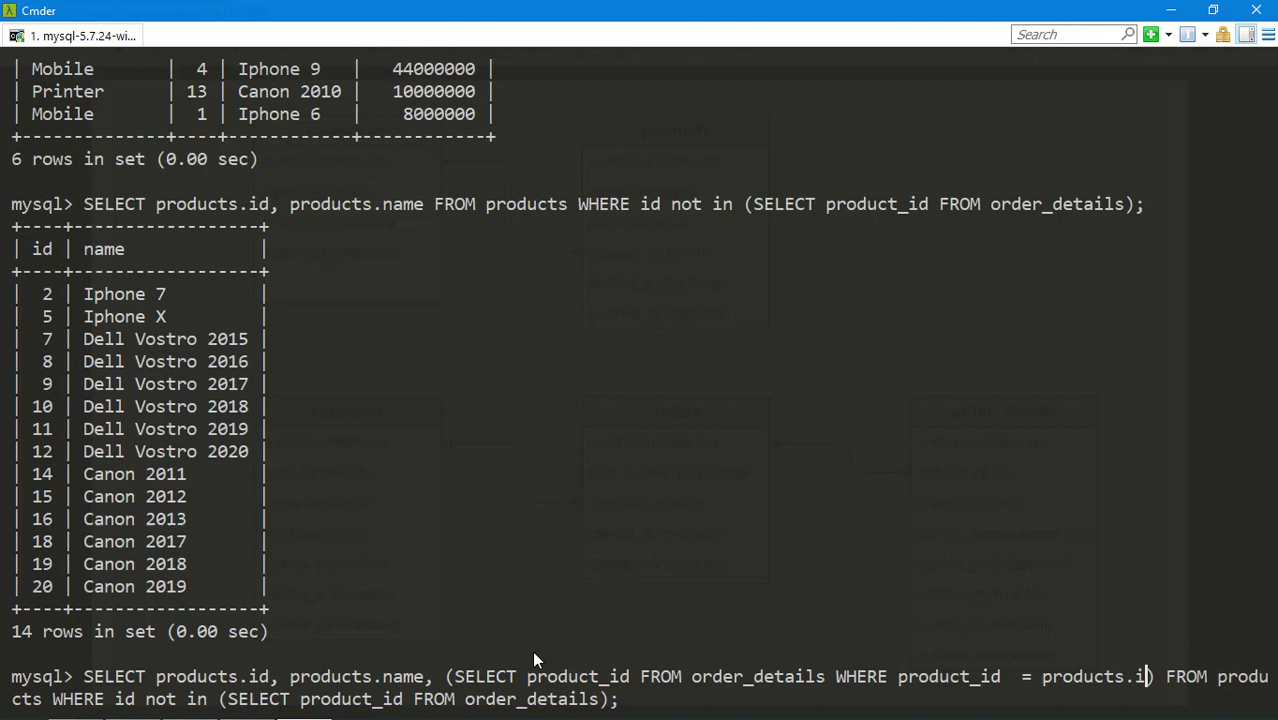 Cmder
1. mysql-5.7.24-wi...
Search
| Mobile      |  4 | Iphone 9   |   44000000 |
| Printer     | 13 | Canon 2010 |   10000000 |
| Mobile      |  1 | Iphone 6   |    8000000 |
+-------------+----+------------+------------+
6 rows in set (0.00 sec)
mysql> SELECT products.id, products.name FROM products WHERE id not in (SELECT product_id FROM order_details);
+----+-------------------+
| id | name              |
+----+-------------------+
|  2 | Iphone 7          |
|  5 | Iphone X          |
|  7 | Dell Vostro 2015  |
|  8 | Dell Vostro 2016  |
|  9 | Dell Vostro 2017  |
| 10 | Dell Vostro 2018  |
| 11 | Dell Vostro 2019  |
| 12 | Dell Vostro 2020  |
| 14 | Canon 2011        |
| 15 | Canon 2012        |
| 16 | Canon 2013        |
| 18 | Canon 2017        |
| 19 | Canon 2018        |
| 20 | Canon 2019        |
+----+-------------------+
14 rows in set (0.00 sec)
mysql> SELECT products.id, products.name, (SELECT product_id FROM order_details WHERE product_id  = products.i) FROM produ
cts WHERE id not in (SELECT product_id FROM order_details);